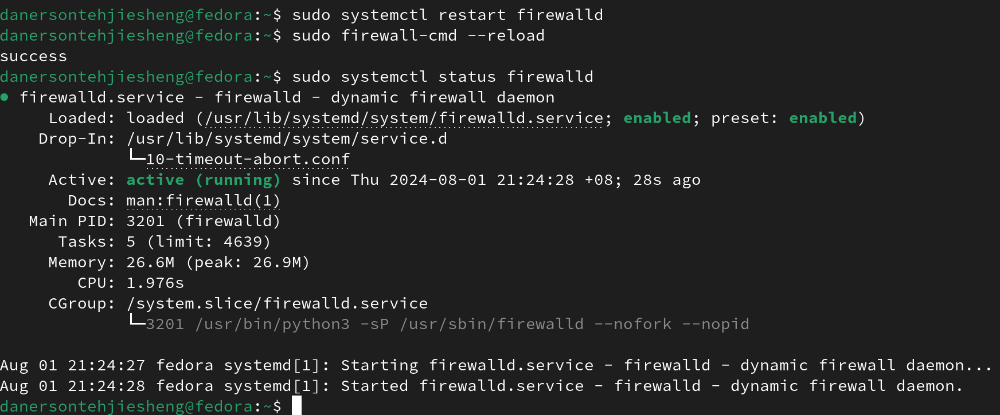 danersontehjiesheng@fedora:~$ sudo systemctl restart firewalld
danersontehjiesheng@fedora:~$ sudo firewall-cmd --reload
success
danersontehjiesheng@fedora:~$ sudo systemctl status firewalld
● firewalld.service - firewalld - dynamic firewall daemon
     Loaded: loaded (/usr/lib/systemd/system/firewalld.service; enabled; preset: enabled)
    Drop-In: /usr/lib/systemd/system/service.d
             └─10-timeout-abort.conf
     Active: active (running) since Thu 2024-08-01 21:24:28 +08; 28s ago
       Docs: man:firewalld(1)
   Main PID: 3201 (firewalld)
      Tasks: 5 (limit: 4639)
     Memory: 26.6M (peak: 26.9M)
        CPU: 1.976s
     CGroup: /system.slice/firewalld.service
             └─3201 /usr/bin/python3 -sP /usr/sbin/firewalld --nofork --nopid

Aug 01 21:24:27 fedora systemd[1]: Starting firewalld.service - firewalld - dynamic firewall daemon...
Aug 01 21:24:28 fedora systemd[1]: Started firewalld.service - firewalld - dynamic firewall daemon.
danersontehjiesheng@fedora:~$